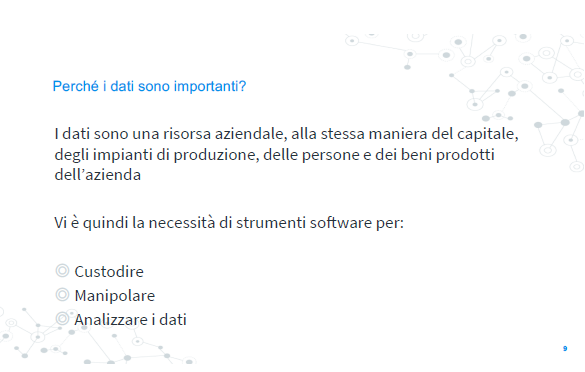 Perché i dati sono importanti?
I dati sono una risorsa aziendale, alla stessa maniera del capitale,
degli impianti di produzione, delle persone e dei beni prodotti
dell’azienda
Vi è quindi la necessità di strumenti software per:
Custodire
Manipolare
Analizzare i dati
9